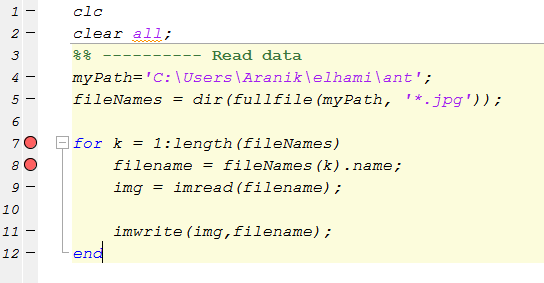 1 – clc
2 – clear all;
3 %% ---------- Read data
4 – myPath='C:\Users\Aranik\elhami\ant';
5 – fileNames = dir(fullfile(myPath, '*.jpg'));
6
7 for k = 1:length(fileNames)
8 filename = fileNames(k).name;
9 – img = imread(filename);
10
11 – imwrite(img,filename);
12 – end